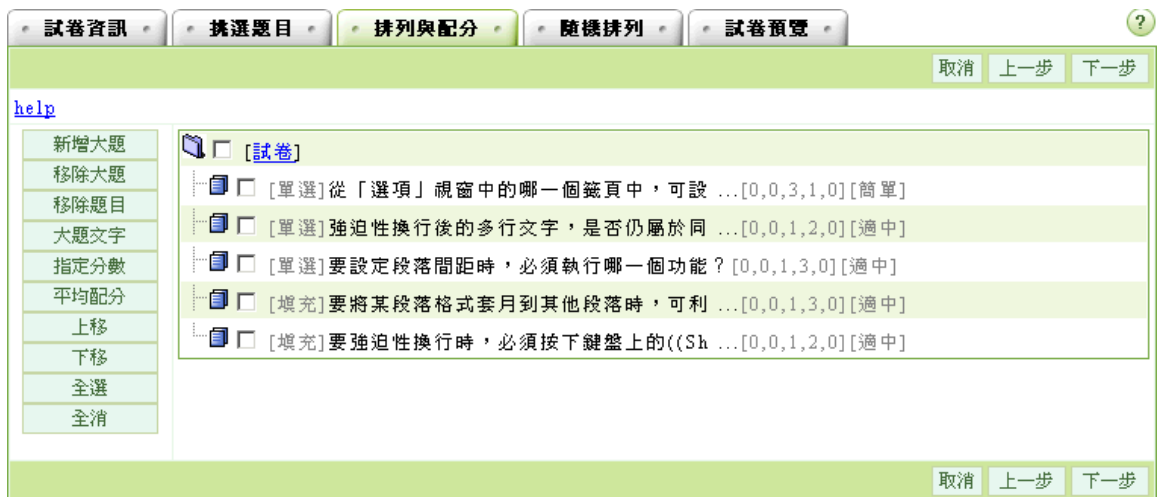 試卷資訊 挑選題目 排列與配分 隨機排列 試卷預覽 ?
取消 上一步 下一步
help
新增大題
移除大題
移除題目
大題文字
指定分數
平均配分
上移
下移
全選
全消
[試卷]
[單選]從「選項」視窗中的哪一個籤頁中，可設 ...[0,0,3,1,0][簡單]
[單選]強迫性換行後的多行文字，是否仍屬於同 ...[0,0,1,2,0][適中]
[單選]要設定段落間距時，必須執行哪一個功能？[0,0,1,3,0][適中]
[填充]要將某段落格式套月到其他段落時，可利 ...[0,0,1,3,0][適中]
[填充]要強迫性換行時，必須按下鍵盤上的((Sh ...[0,0,1,2,0][適中]
取消 上一步 下一步